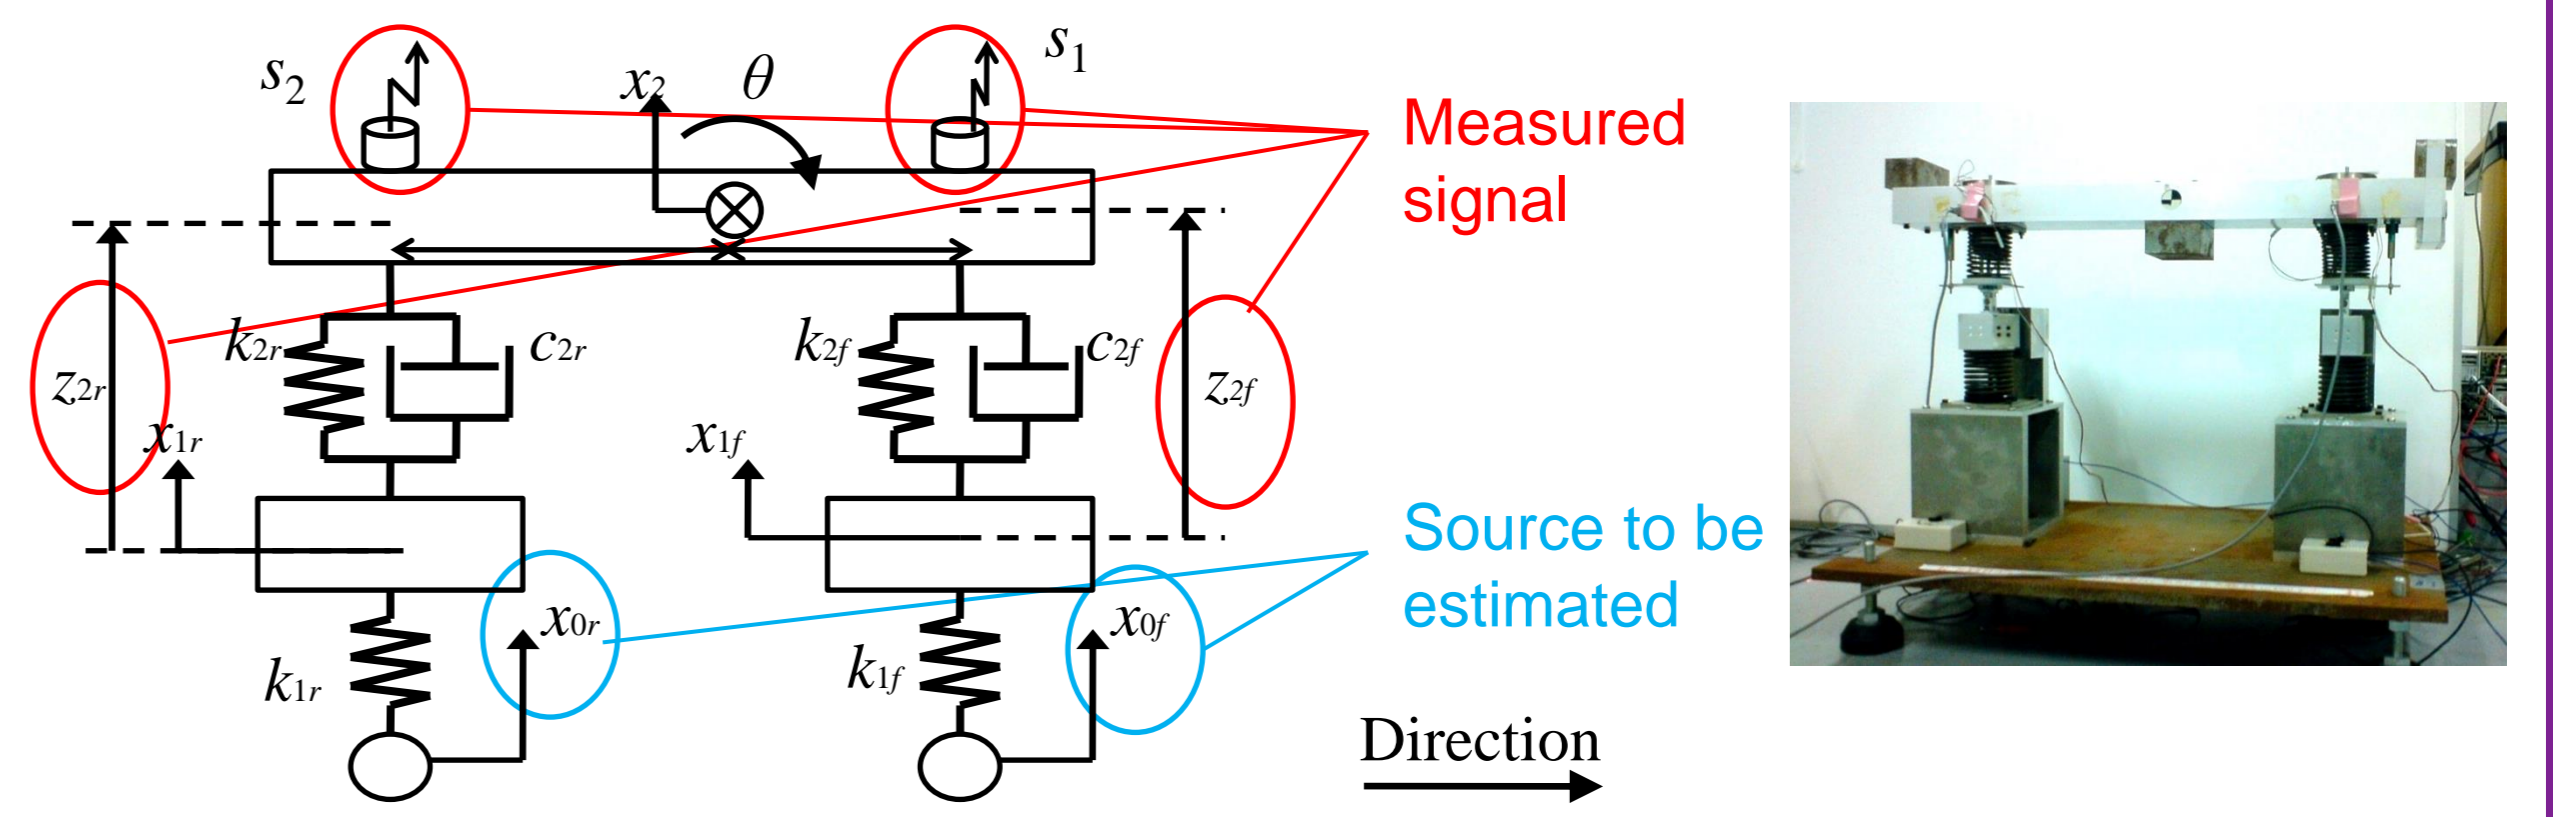 s2
x2
θ
s1
Measured
signal
k2r
c2r
k2f
c2f
z2r
z2f
x1r
x1f
Source to be
estimated
x0r
x0f
k1r
k1f
Direction